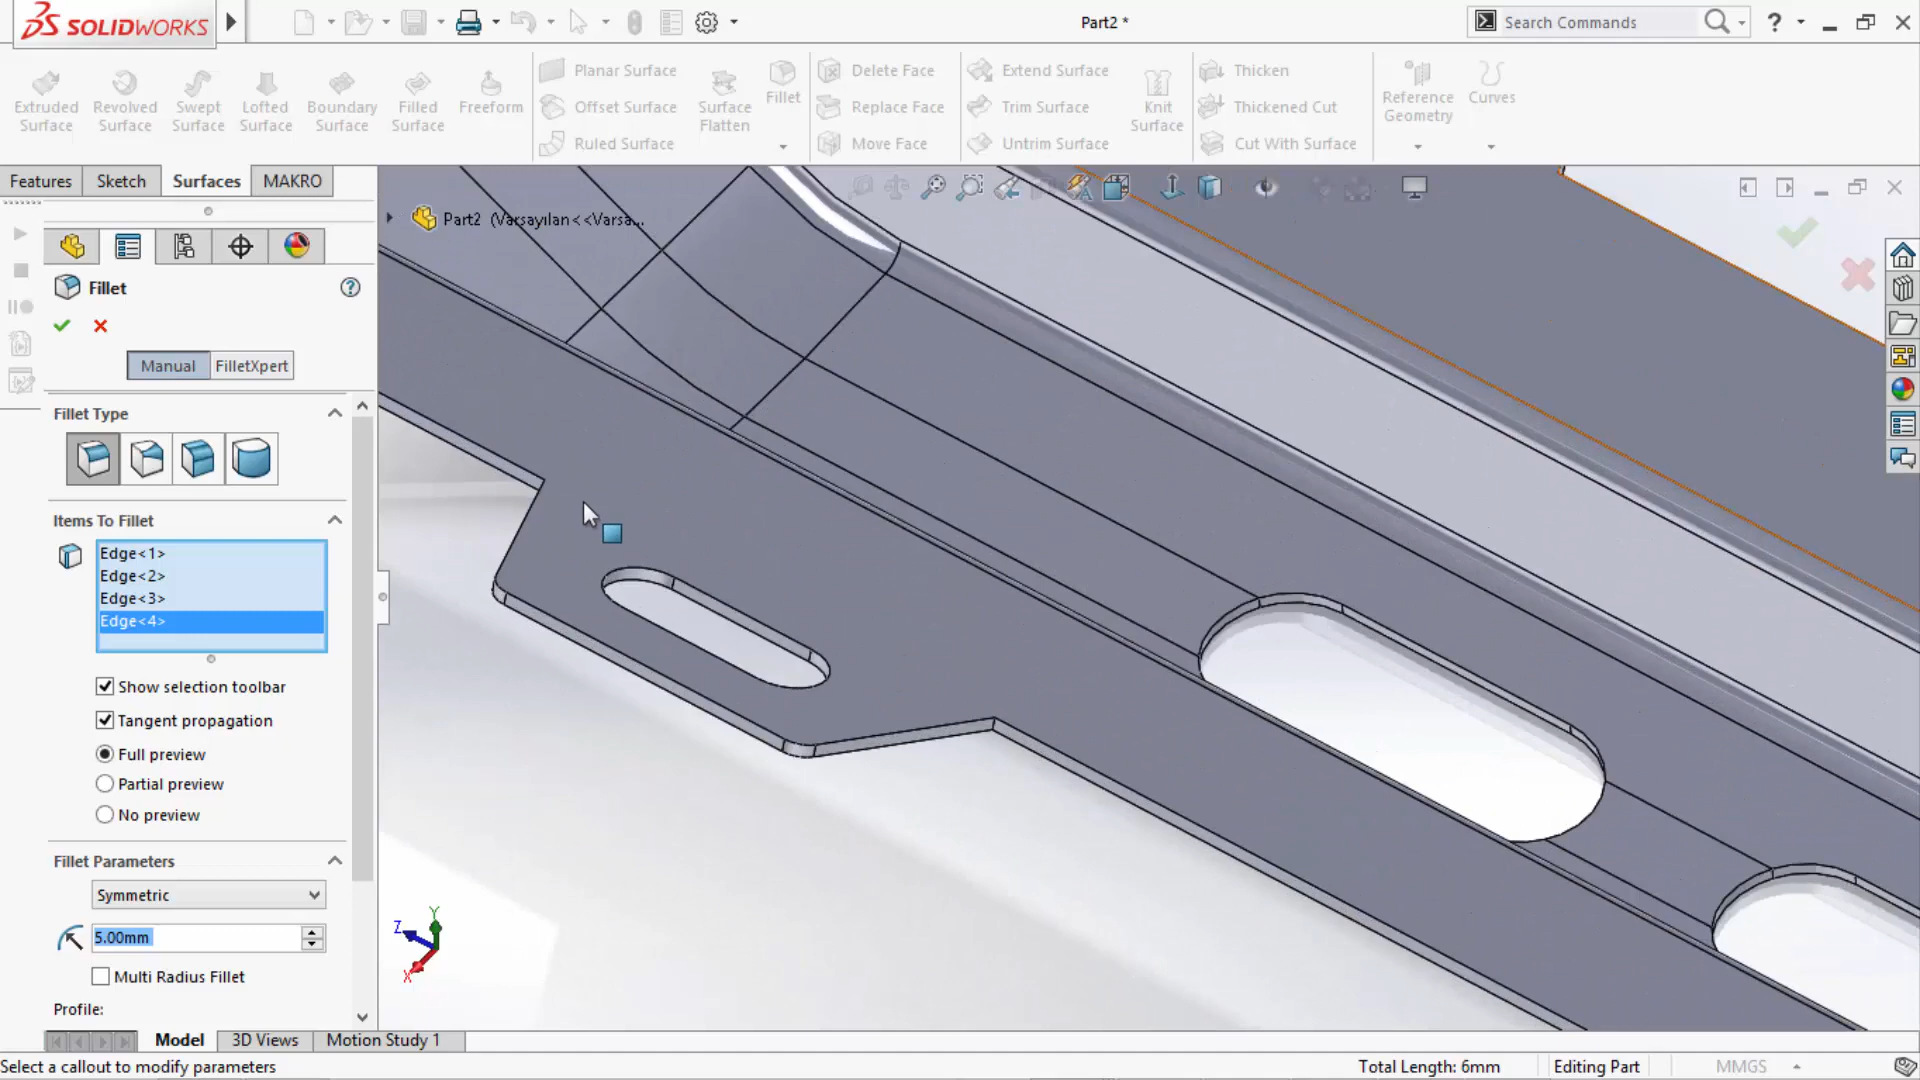 SOLIDWORKS
Part2 *
Search Commands
Extruded Surface
Revolved Surface
Swept Surface
Lofted Surface
Boundary Surface
Filled Surface
Freeform
Planar Surface
Offset Surface
Ruled Surface
Surface Flatten
Fillet
Delete Face
Replace Face
Move Face
Extend Surface
Trim Surface
Untrim Surface
Knit Surface
Thicken
Thickened Cut
Cut With Surface
Reference Geometry
Curves
Features
Sketch
Surfaces
MAKRO
Part2 (Varsayılan<<Varsa...
Fillet
Manual
FilletXpert
Fillet Type
Items To Fillet
Edge<1>
Edge<2>
Edge<3>
Edge<4>
Show selection toolbar
Tangent propagation
Full preview
Partial preview
No preview
Fillet Parameters
Symmetric
5.00mm
Multi Radius Fillet
Profile:
Y
Z
X
Model
3D Views
Motion Study 1
Select a callout to modify parameters
Total Length: 6mm
Editing Part
MMGS